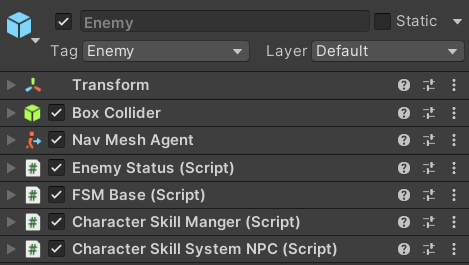 Enemy
Static
Tag Enemy Layer Default
Transform
Box Collider
Nav Mesh Agent
Enemy Status (Script)
FSM Base (Script)
Character Skill Manger (Script)
Character Skill System NPC (Script)